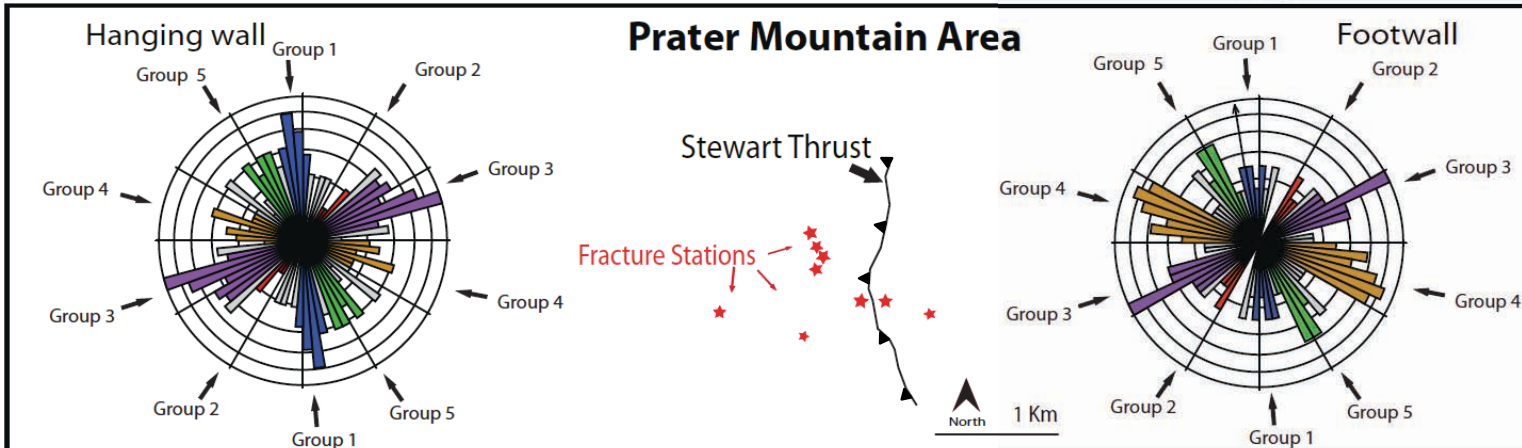 Prater Mountain Area
Hanging wall
Group 1
Group 2
Group 5
Group 3
Group 4
Group 3
Group 4
Group 2
Group 5
Group 1
Stewart Thrust
Fracture Stations
North
1 Km
Footwall
Group 1
Group 2
Group 5
Group 3
Group 4
Group 3
Group 4
Group 2
Group 5
Group 1